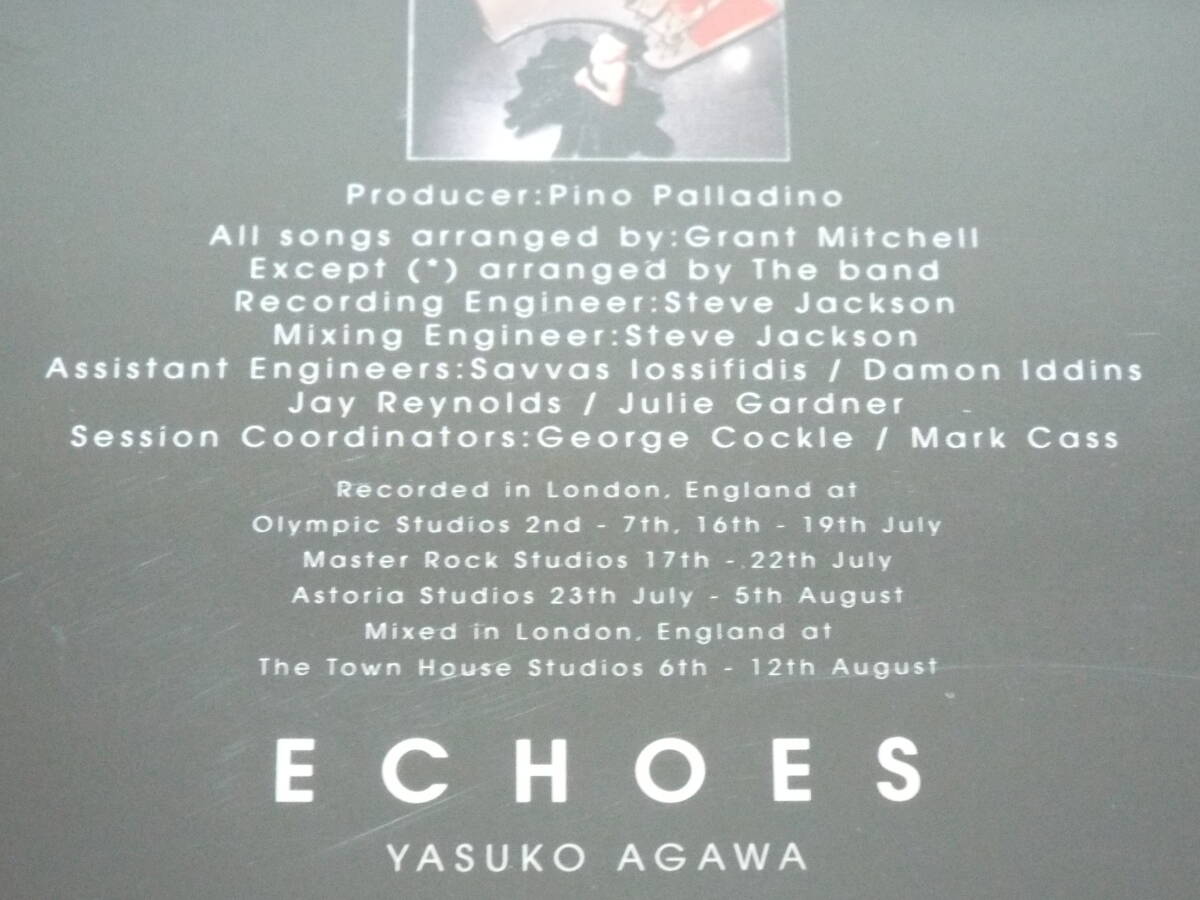 Producer:Pino Palladino
All songs arranged by:Grant Mitchell
Except (*) arranged by The band
Recording Engineer:Steve Jackson
Mixing Engineer:Steve Jackson
Assistant Engineers:Savvas Iossifidis / Damon Iddins
Jay Reynolds / Julie Gardner
Session Coordinators:George Cockle / Mark Cass
Recorded in London, England at
Olympic Studios 2nd - 7th, 16th - 19th July
Master Rock Studios 17th - 22th July
Astoria Studios 23th July - 5th August
Mixed in London, England at
The Town House Studios 6th - 12th August
ECHOES
YASUKO AGAWA